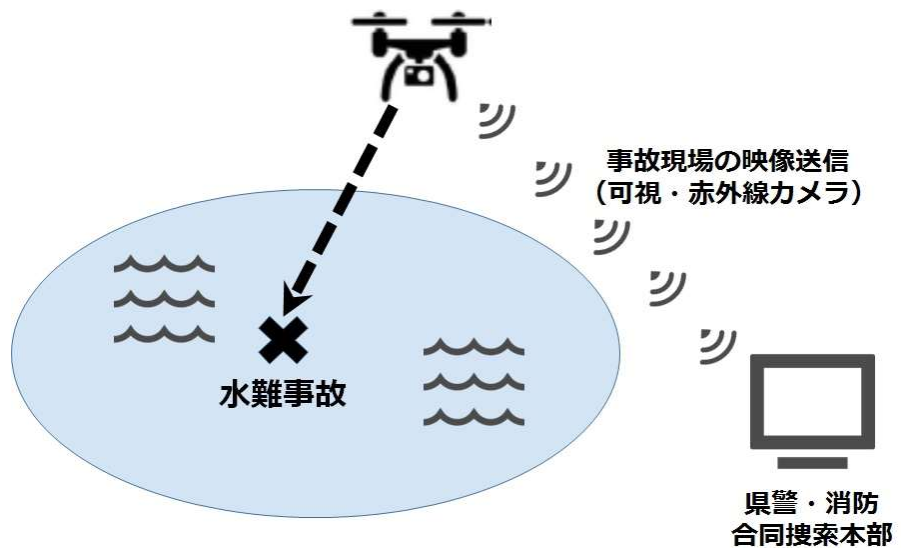 事故現場の映像送信
（可視・赤外線カメラ）
水難事故
県警・消防
合同捜索本部